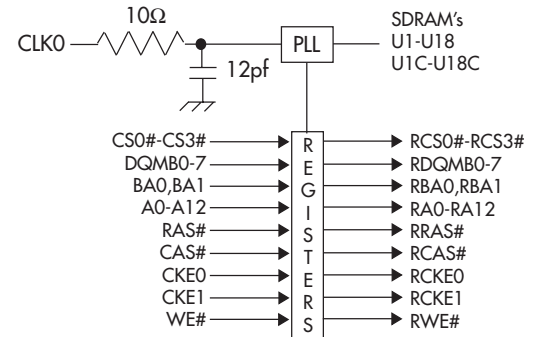 10Ω
CLK0
PLL
SDRAM's
U1-U18
U1C-U18C
12pf
CS0#-CS3#
DQMB0-7
BA0,BA1
A0-A12
RAS#
CAS#
CKE0
CKE1
WE#
REGISTERS
RCS0#-RCS3#
RDQMB0-7
RBA0,RBA1
RA0-RA12
RRAS#
RCAS#
RCKE0
RCKE1
RWE#